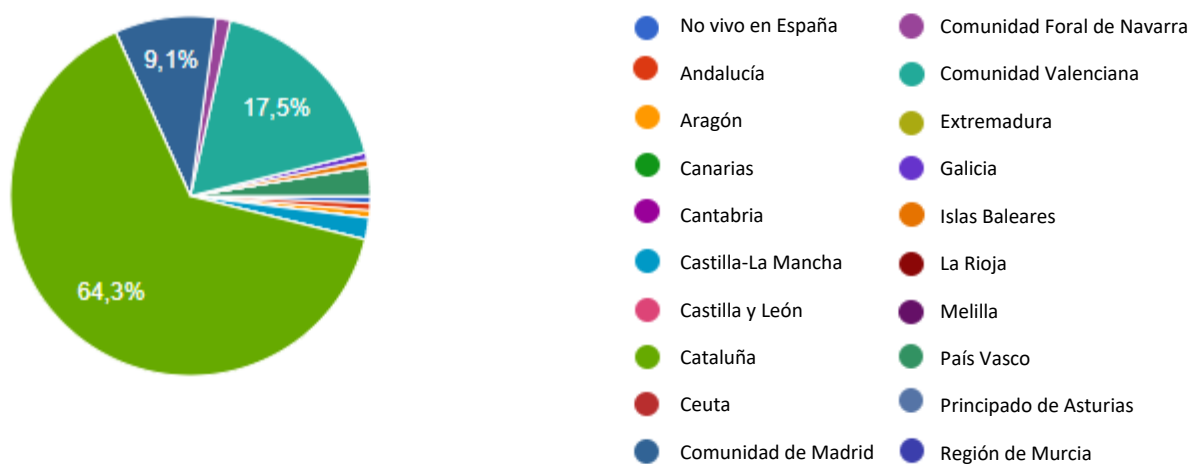 9,1%
17,5%
64,3%
No vivo en España
Andalucía
Aragón
Canarias
Cantabria
Castilla-La Mancha
Castilla y León
Cataluña
Ceuta
Comunidad de Madrid
Comunidad Foral de Navarra
Comunidad Valenciana
Extremadura
Galicia
Islas Baleares
La Rioja
Melilla
País Vasco
Principado de Asturias
Región de Murcia